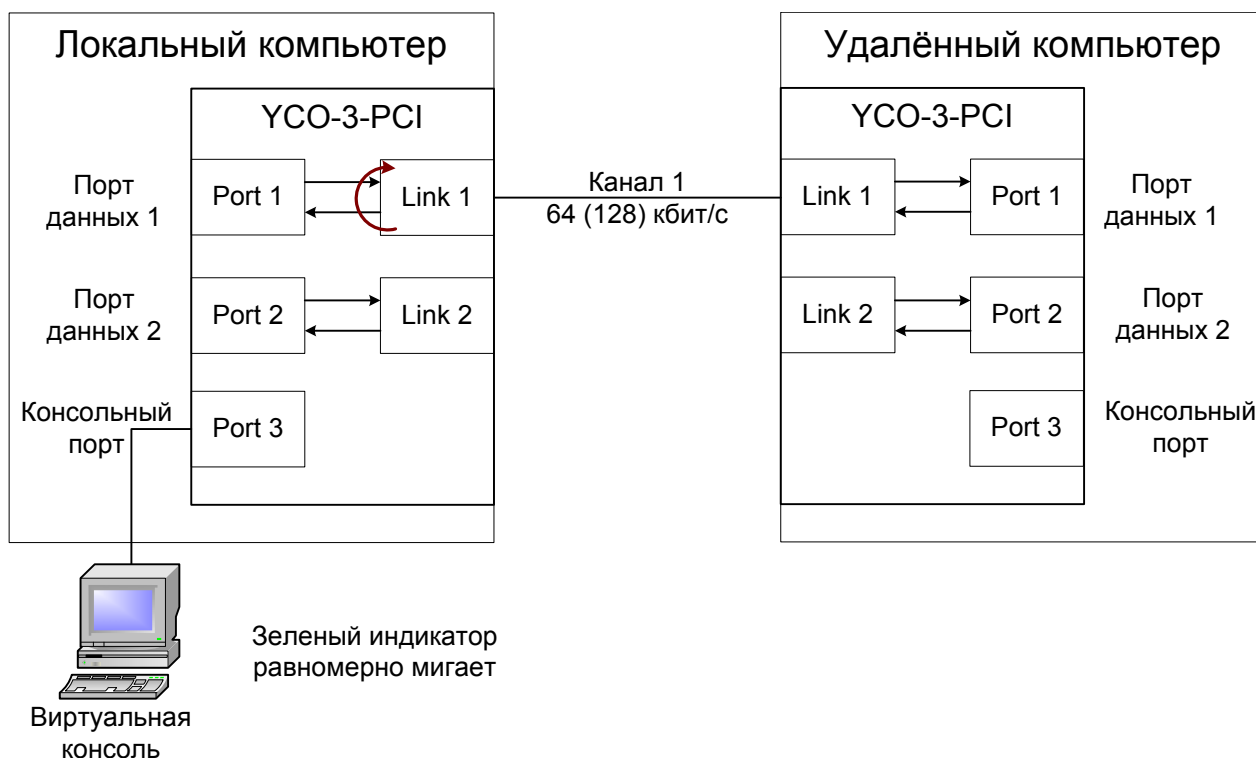 Локальный компьютер
Удалённый компьютер
YCO-3-PCI
YCO-3-PCI
Порт
данных 1
Port 1
Link 1
Канал 1
64 (128) кбит/с
Link 1
Port 1
Порт
данных 1
Порт
данных 2
Port 2
Link 2
Link 2
Port 2
Порт
данных 2
Консольный
порт
Port 3
Port 3
Консольный
порт
Зеленый индикатор
равномерно мигает
Виртуальная
консоль